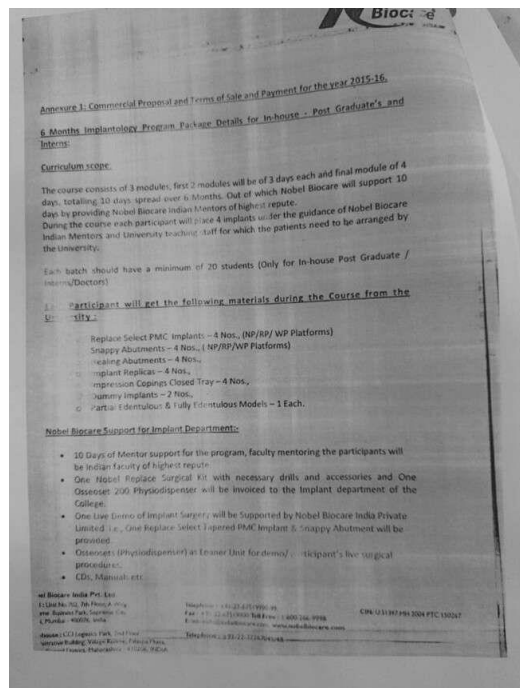 Biocare
Annexure 1: Commercial Proposal and Terms of Sale and Payment for the year 2015-16.
6 Months Implantology Program Package Details for In-house - Post Graduate's and
Interns:
Curriculum scope
The course consists of 3 modules, first 2 modules will be of 3 days each and final module of 4
days, totalling 10 days spread over 6 Months. Out of which Nobel Biocare will support 10
days by providing Nobel Biocare Indian Mentors of highest repute.
During the course each participant will place 4 implants under the guidance of Nobel Biocare
Indian Mentors and University teaching staff for which the patients need to be arranged by
the University.
Each batch should have a minimum of 20 students (Only for In-house Post Graduate /
Interns/Doctors)
Participant will get the following materials during the Course from the
Replace Select PMC Implants – 4 Nos., (NP/RP/ WP Platforms)
Snappy Abutments – 4 Nos., ( NP/RP/WP Platforms)
Healing Abutments – 4 Nos.,
Implant Replicas – 4 Nos.,
Impression Copings Closed Tray – 4 Nos.,
Dummy Implants – 2 Nos.,
o Partial Edentulous & Fully Edentulous Models – 1 Each.
Nobel Biocare Support for Implant Department:-
• 10 Days of Mentor support for the program, faculty mentoring the participants will
be Indian faculty of highest repute
• One Nobel Replace Surgical Kit with necessary drills and accessories and One
Osseoset 200 Physiodispenser will be invoiced to the Implant department of the
College.
• One Live Demo of Implant Surgery will be Supported by Nobel Biocare India Private
Limited i.e., One Replace Select Tapered PMC Implant & Snappy Abutment will be
provided.
• Ossensets (Physiodispenser) as Loaner Unit for demo/ participant's live surgical
procedures.
• CDs, Manuals etc
Biocare India Pvt. Ltd